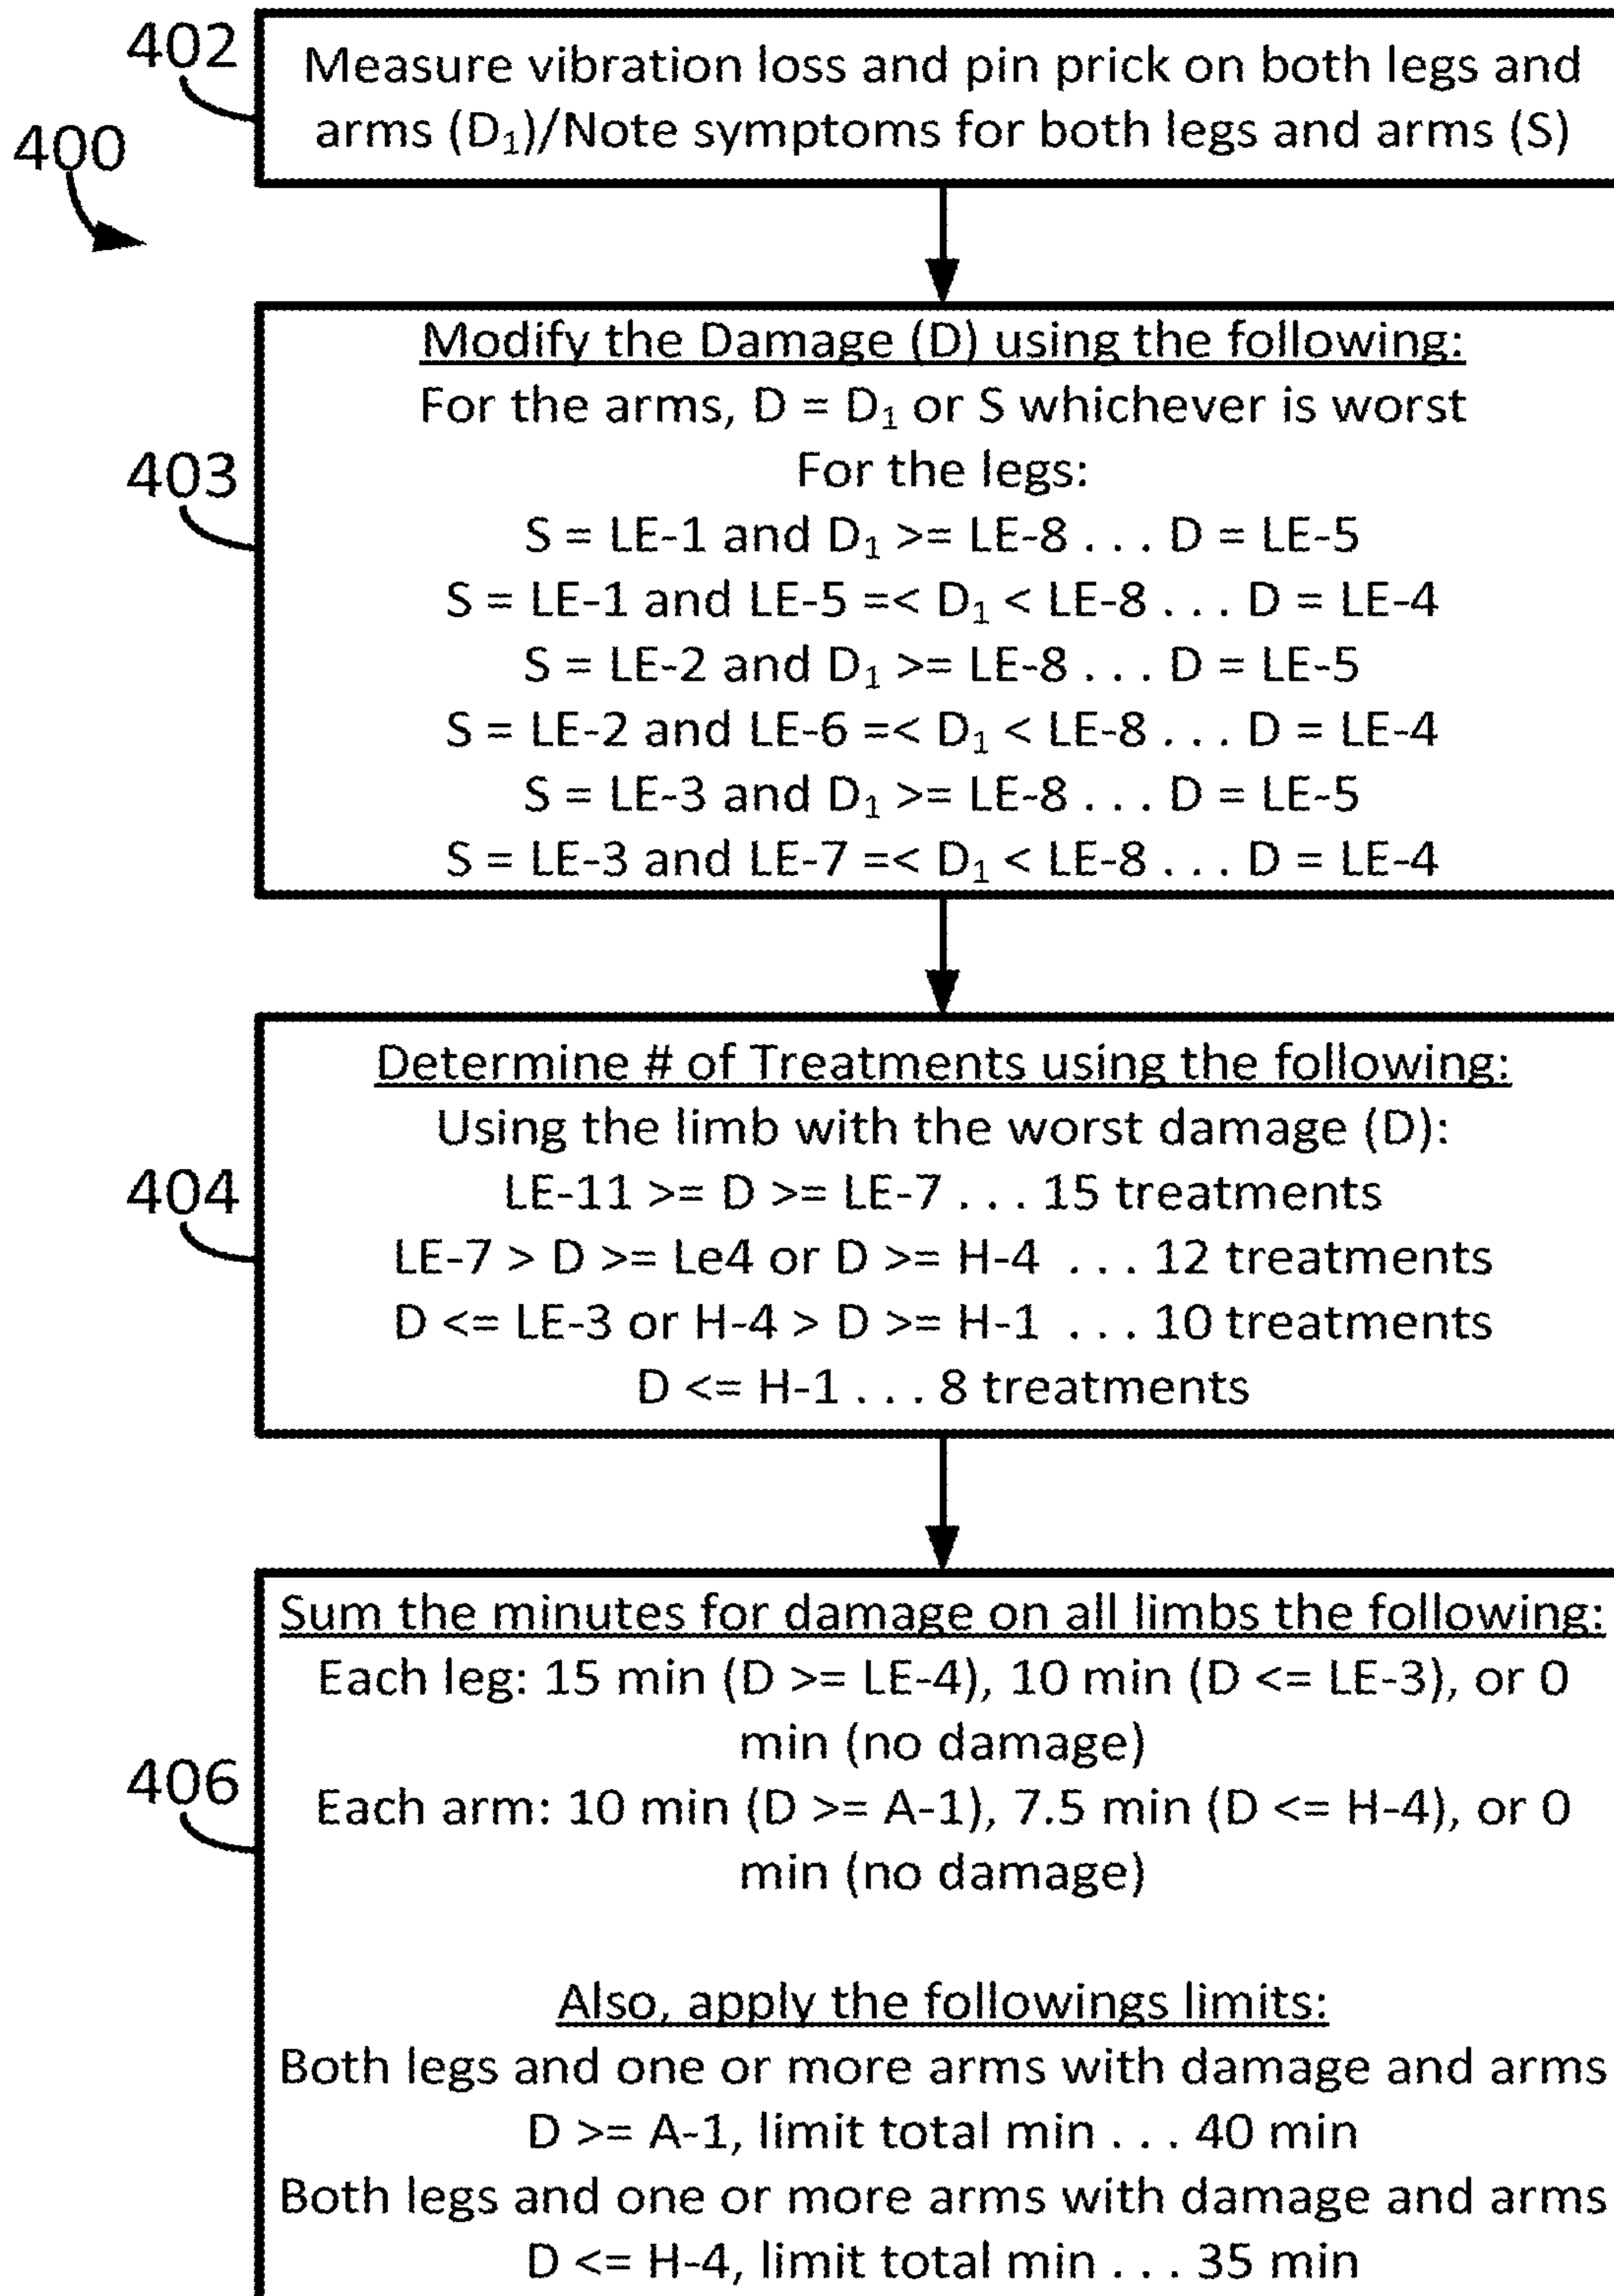 402
Measure vibration loss and pin prick on both legs and
arms (D₁)/Note symptoms for both legs and arms (S)
400
403
Modify the Damage (D) using the following:
For the arms, D = D₁ or S whichever is worst
For the legs:
S = LE-1 and D₁ >= LE-8 . . . D = LE-5
S = LE-1 and LE-5 =< D₁ < LE-8 . . . D = LE-4
S = LE-2 and D₁ >= LE-8 . . . D = LE-5
S = LE-2 and LE-6 =< D₁ < LE-8 . . . D = LE-4
S = LE-3 and D₁ >= LE-8 . . . D = LE-5
S = LE-3 and LE-7 =< D₁ < LE-8 . . . D = LE-4
404
Determine # of Treatments using the following:
Using the limb with the worst damage (D):
LE-11 >= D >= LE-7 . . . 15 treatments
LE-7 > D >= Le4 or D >= H-4 . . . 12 treatments
D <= LE-3 or H-4 > D >= H-1 . . . 10 treatments
D <= H-1 . . . 8 treatments
406
Sum the minutes for damage on all limbs the following:
Each leg: 15 min (D >= LE-4), 10 min (D <= LE-3), or 0
min (no damage)
Each arm: 10 min (D >= A-1), 7.5 min (D <= H-4), or 0
min (no damage)
Also, apply the followings limits:
Both legs and one or more arms with damage and arms
D >= A-1, limit total min . . . 40 min
Both legs and one or more arms with damage and arms
D <= H-4, limit total min . . . 35 min